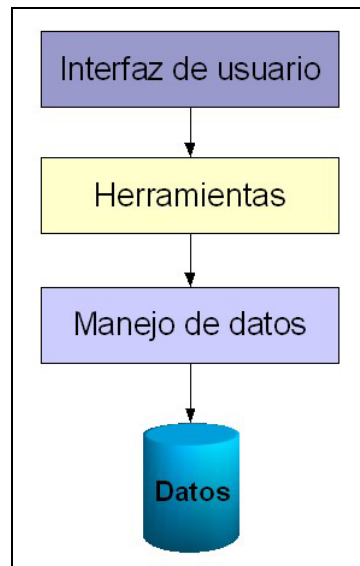 Interfaz de usuario
Herramientas
Manejo de datos
Datos